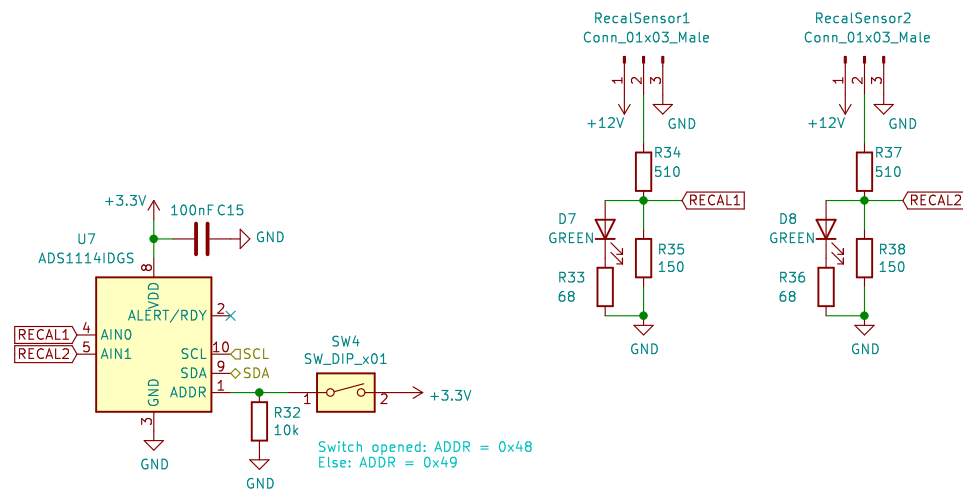 RecalSensor1
Conn_01x03_Male
1
2
3
+12V
GND
R34
510
RECAL1
D7
GREEN
R35
150
R33
68
GND
RecalSensor2
Conn_01x03_Male
1
2
3
+12V
GND
R37
510
RECAL2
D8
GREEN
R38
150
R36
68
GND
+3.3V
100nF C15
GND
U7
ADS1114IDGS
8
VDD
ALERT/RDY 2
RECAL1 4 AIN0
RECAL2 5 AIN1
SCL 10 SCL
SDA 9 SDA
ADDR 1
GND
3
GND
SW4
SW_DIP_x01
1
2
+3.3V
R32
10k
GND
Switch opened: ADDR = 0x48
Else: ADDR = 0x49